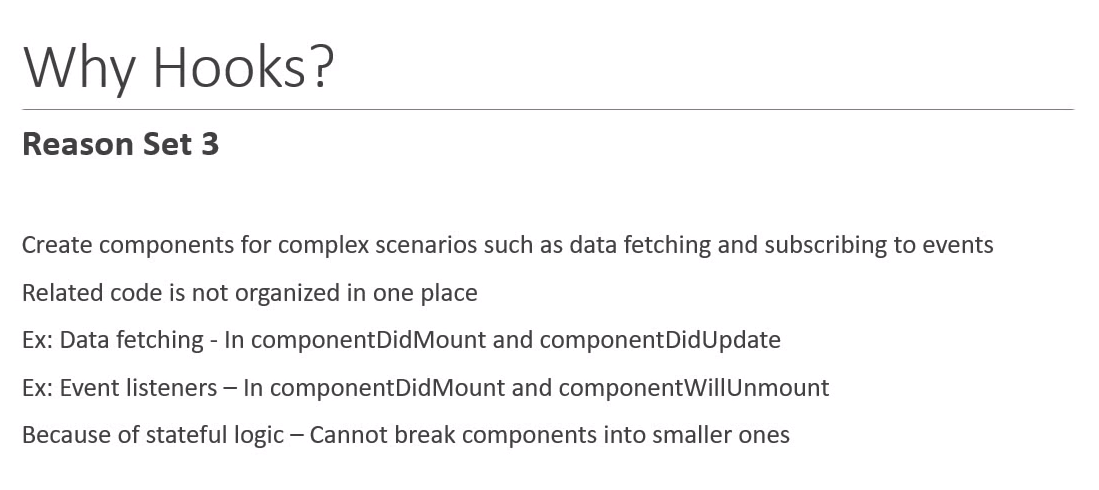 Why Hooks?
Reason Set 3
Create components for complex scenarios such as data fetching and subscribing to events
Related code is not organized in one place
Ex: Data fetching - In componentDidMount and componentDidUpdate
Ex: Event listeners – In componentDidMount and componentWillUnmount
Because of stateful logic – Cannot break components into smaller ones